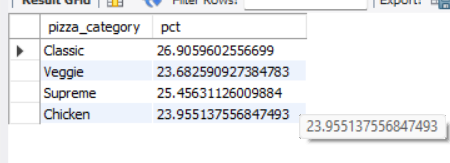 Result Grid Filter Rows: Export:
pizza_category pct
Classic 26.9059602556699
Veggie 23.682590927384783
Supreme 25.45631126009884
Chicken 23.955137556847493
23.955137556847493